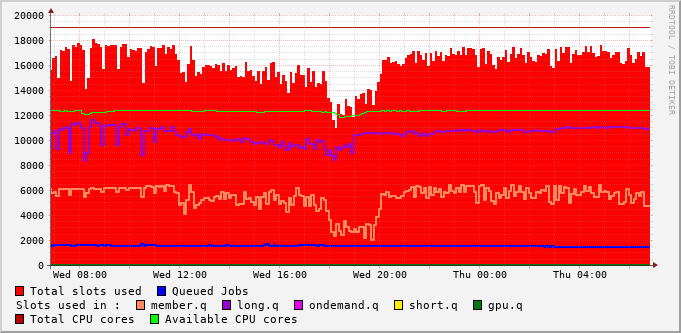 20000
18000
16000
14000
12000
10000
8000
6000
4000
2000
0
Wed 08:00 Wed 12:00 Wed 16:00 Wed 20:00 Thu 00:00 Thu 04:00
RRDTOOL / TOBI OETIKER
Total slots used Queued Jobs
Slots used in : member.q long.q ondemand.q short.q gpu.q
Total CPU cores Available CPU cores